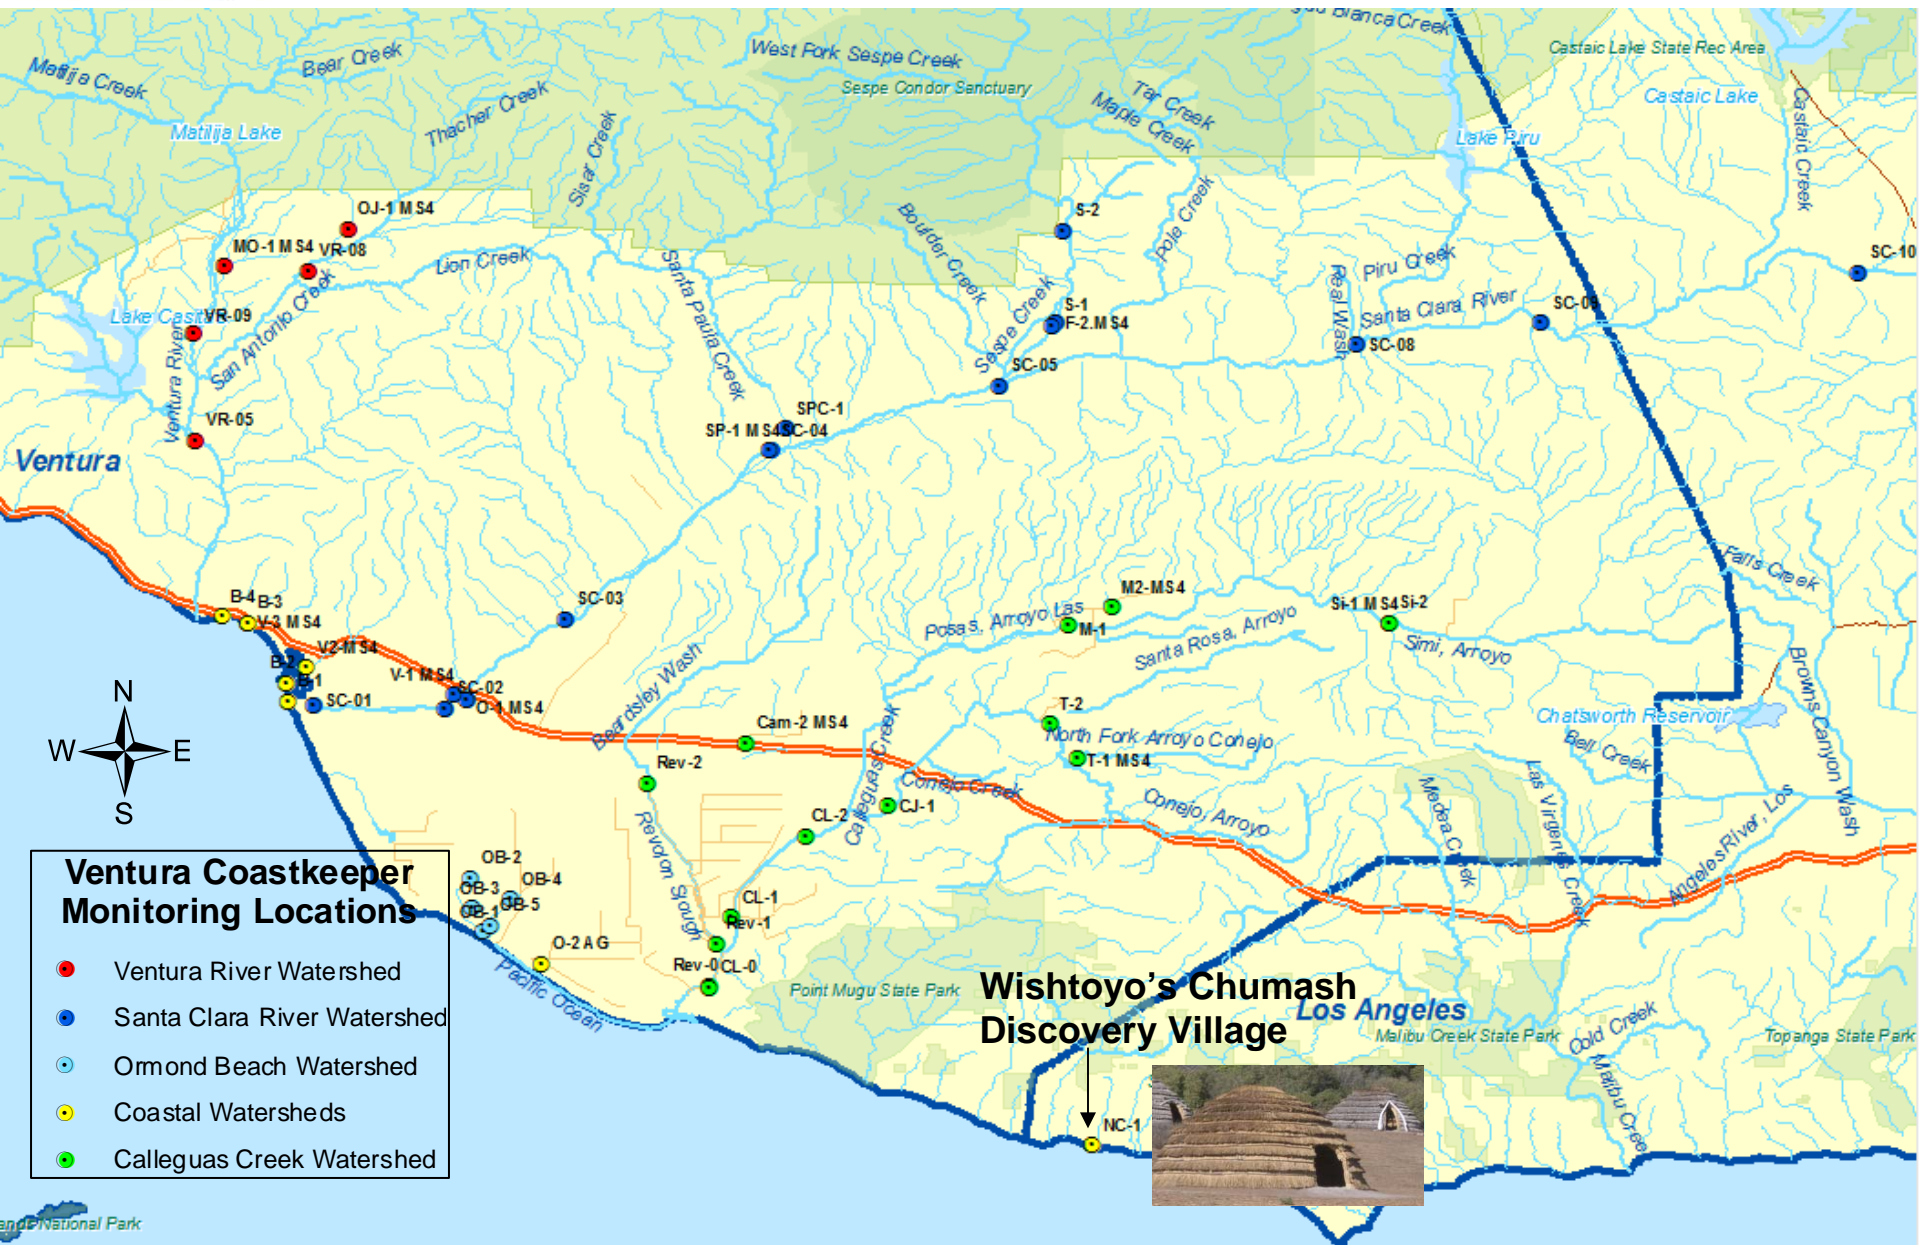 gua Blanca Creek
West Fork Sespe Creek
Castaic Lake State Rec Area
Bear Creek
Matilija Creek
Sespe Condor Sanctuary
Tar Creek
Maple Creek
Castaic Lake
Castaic Creek
Thacher Creek
Matilija Lake
Sisar Creek
Lake Piru
OJ-1 MS4
S-2
Pole Creek
Boulder Creek
MO-1 MS4
VR-08
Lion Creek
Santa Paula Creek
Piru Creek
Real Wash
SC-10
San Antonio Creek
Sespe Creek
S-1
F-2.MS4
Santa Clara River
SC-09
Lake Casitas
VR-09
Ventura River
SC-08
SC-05
VR-05
SPC-1
SP-1 MS4
SC-04
Ventura
Falls Creek
B-4
B-3
V-3 MS4
SC-03
M2-MS4
Posas, Arroyo Las
M-1
Santa Rosa, Arroyo
Si-1 MS4
Si-2
Simi, Arroyo
Browns Canyon Wash
V2-MS4
B-2
B-1
V-1 MS4
SC-02
SC-01
O-1 MS4
Beardsley Wash
N
W
E
S
Cam-2 MS4
Calleguas Creek
T-2
North Fork Arroyo Conejo
T-1 MS4
Chatsworth Reservoir
Bell Creek
Rev-2
Conejo Creek
CJ-1
CL-2
Conejo, Arroyo
Medea Creek
Las Virgenes Creek
Angeles River, Los
Revolon Slough
OB-2
OB-3
OB-4
OB-1
OB-5
CL-1
Rev-1
O-2 AG
Rev-0
CL-0
Pacific Ocean
Point Mugu State Park
Ventura Coastkeeper
Monitoring Locations
Ventura River Watershed
Santa Clara River Watershed
Ormond Beach Watershed
Coastal Watersheds
Calleguas Creek Watershed
Wishtoyo's Chumash
Discovery Village
Los Angeles
Malibu Creek State Park
Cold Creek
Topanga State Park
Malibu Creek
NC-1
National Park